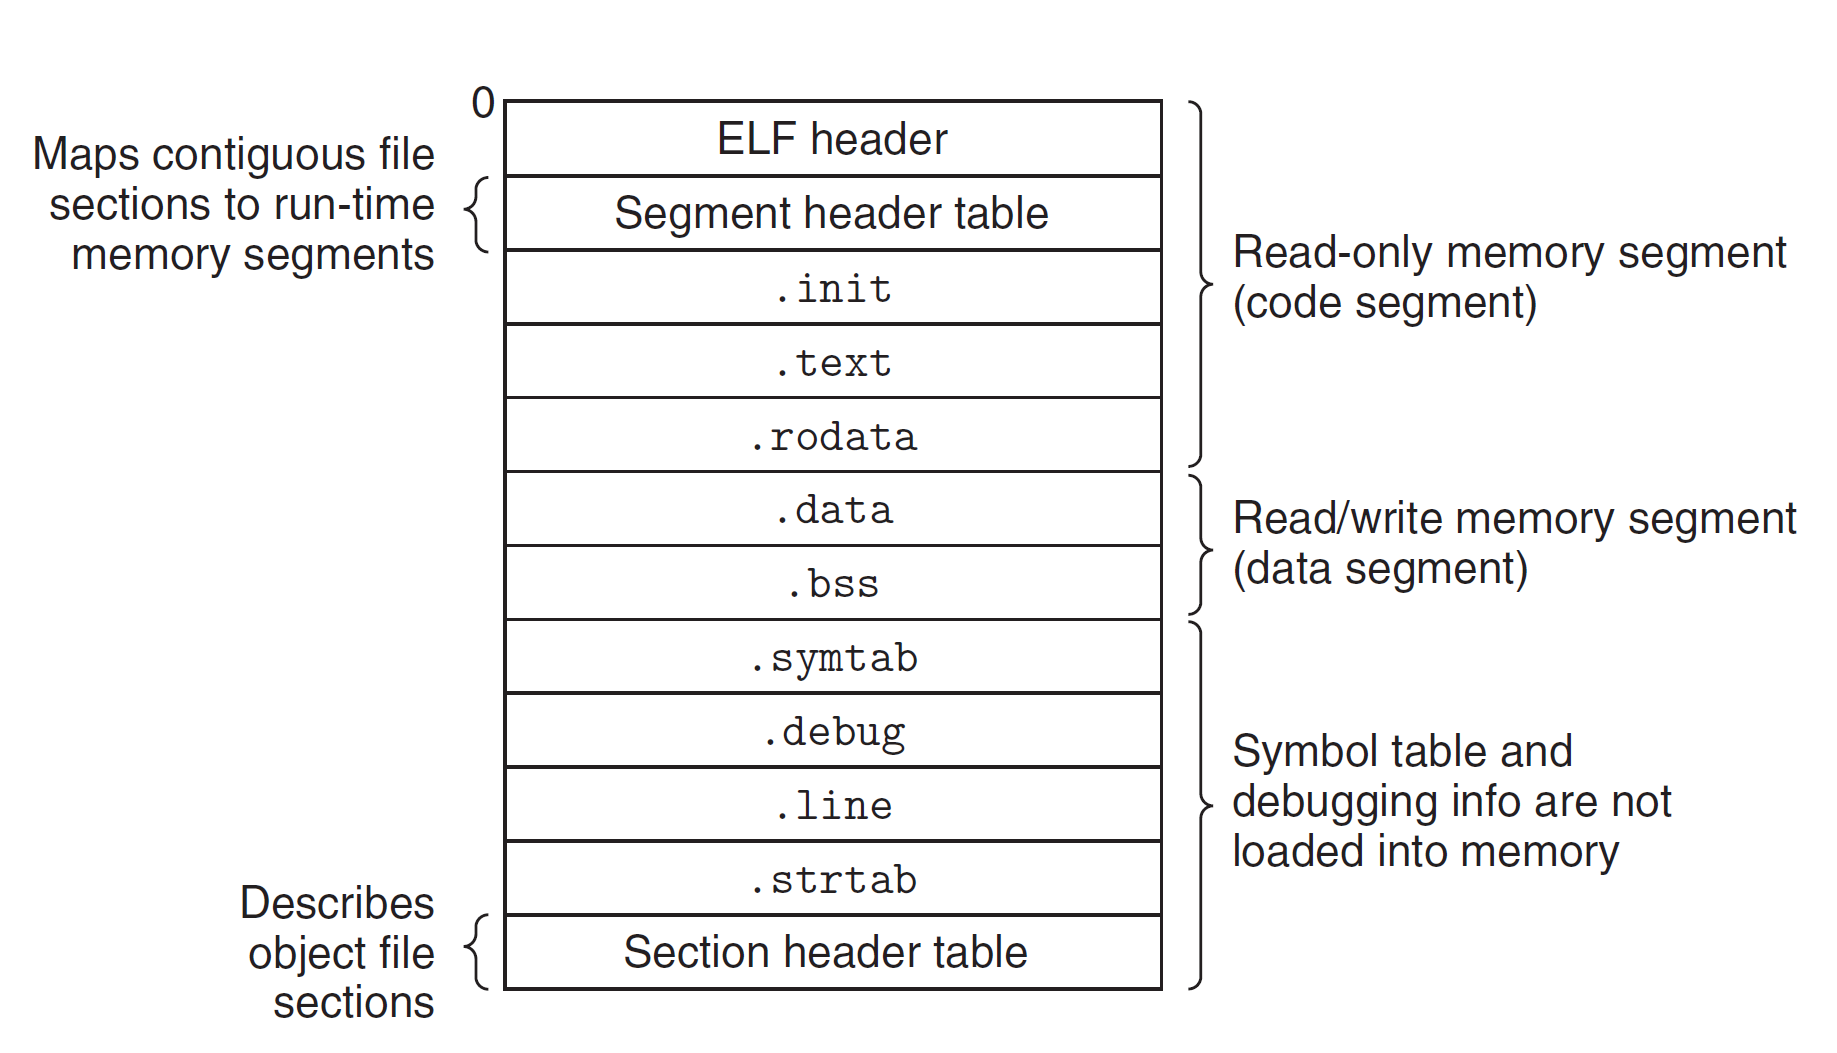 0
ELF header
Maps contiguous file
sections to run-time
memory segments
Segment header table
.init
.text
.rodata
Read-only memory segment
(code segment)
.data
.bss
Read/write memory segment
(data segment)
.symtab
.debug
.line
.strtab
Symbol table and
debugging info are not
loaded into memory
Describes
object file
sections
Section header table